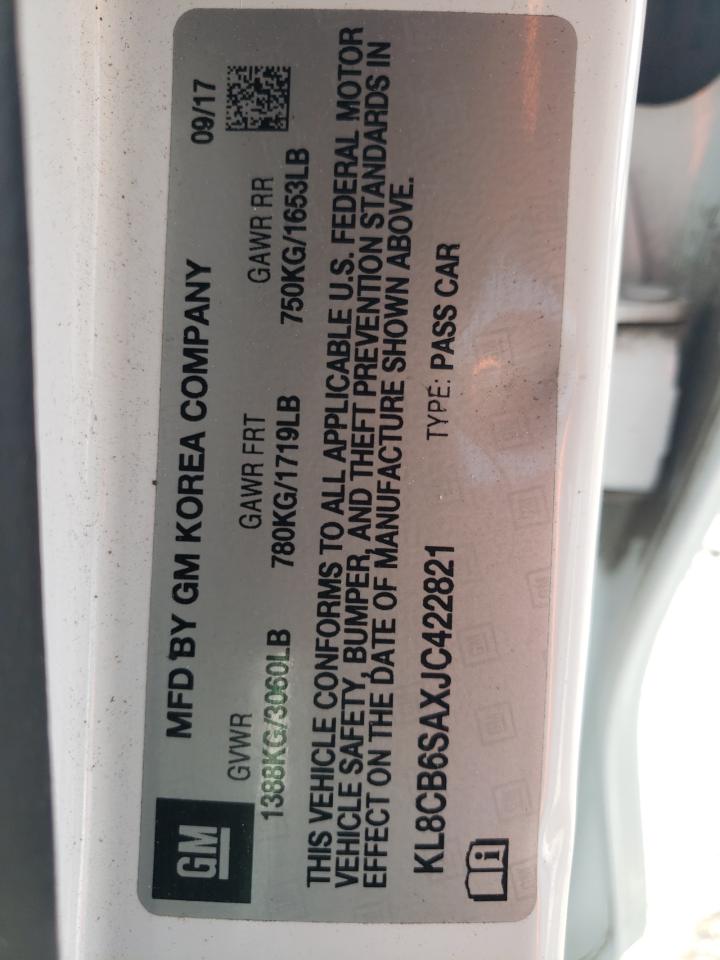 GM
MFD BY GM KOREA COMPANY
09/17
GVWR
GAWR FRT
GAWR RR
1388KG/3060LB
780KG/1719LB
750KG/1653LB
THIS VEHICLE CONFORMS TO ALL APPLICABLE U.S. FEDERAL MOTOR
VEHICLE SAFETY, BUMPER, AND THEFT PREVENTION STANDARDS IN
EFFECT ON THE DATE OF MANUFACTURE SHOWN ABOVE.
KL8CB6SAXJC422821
TYPE: PASS CAR